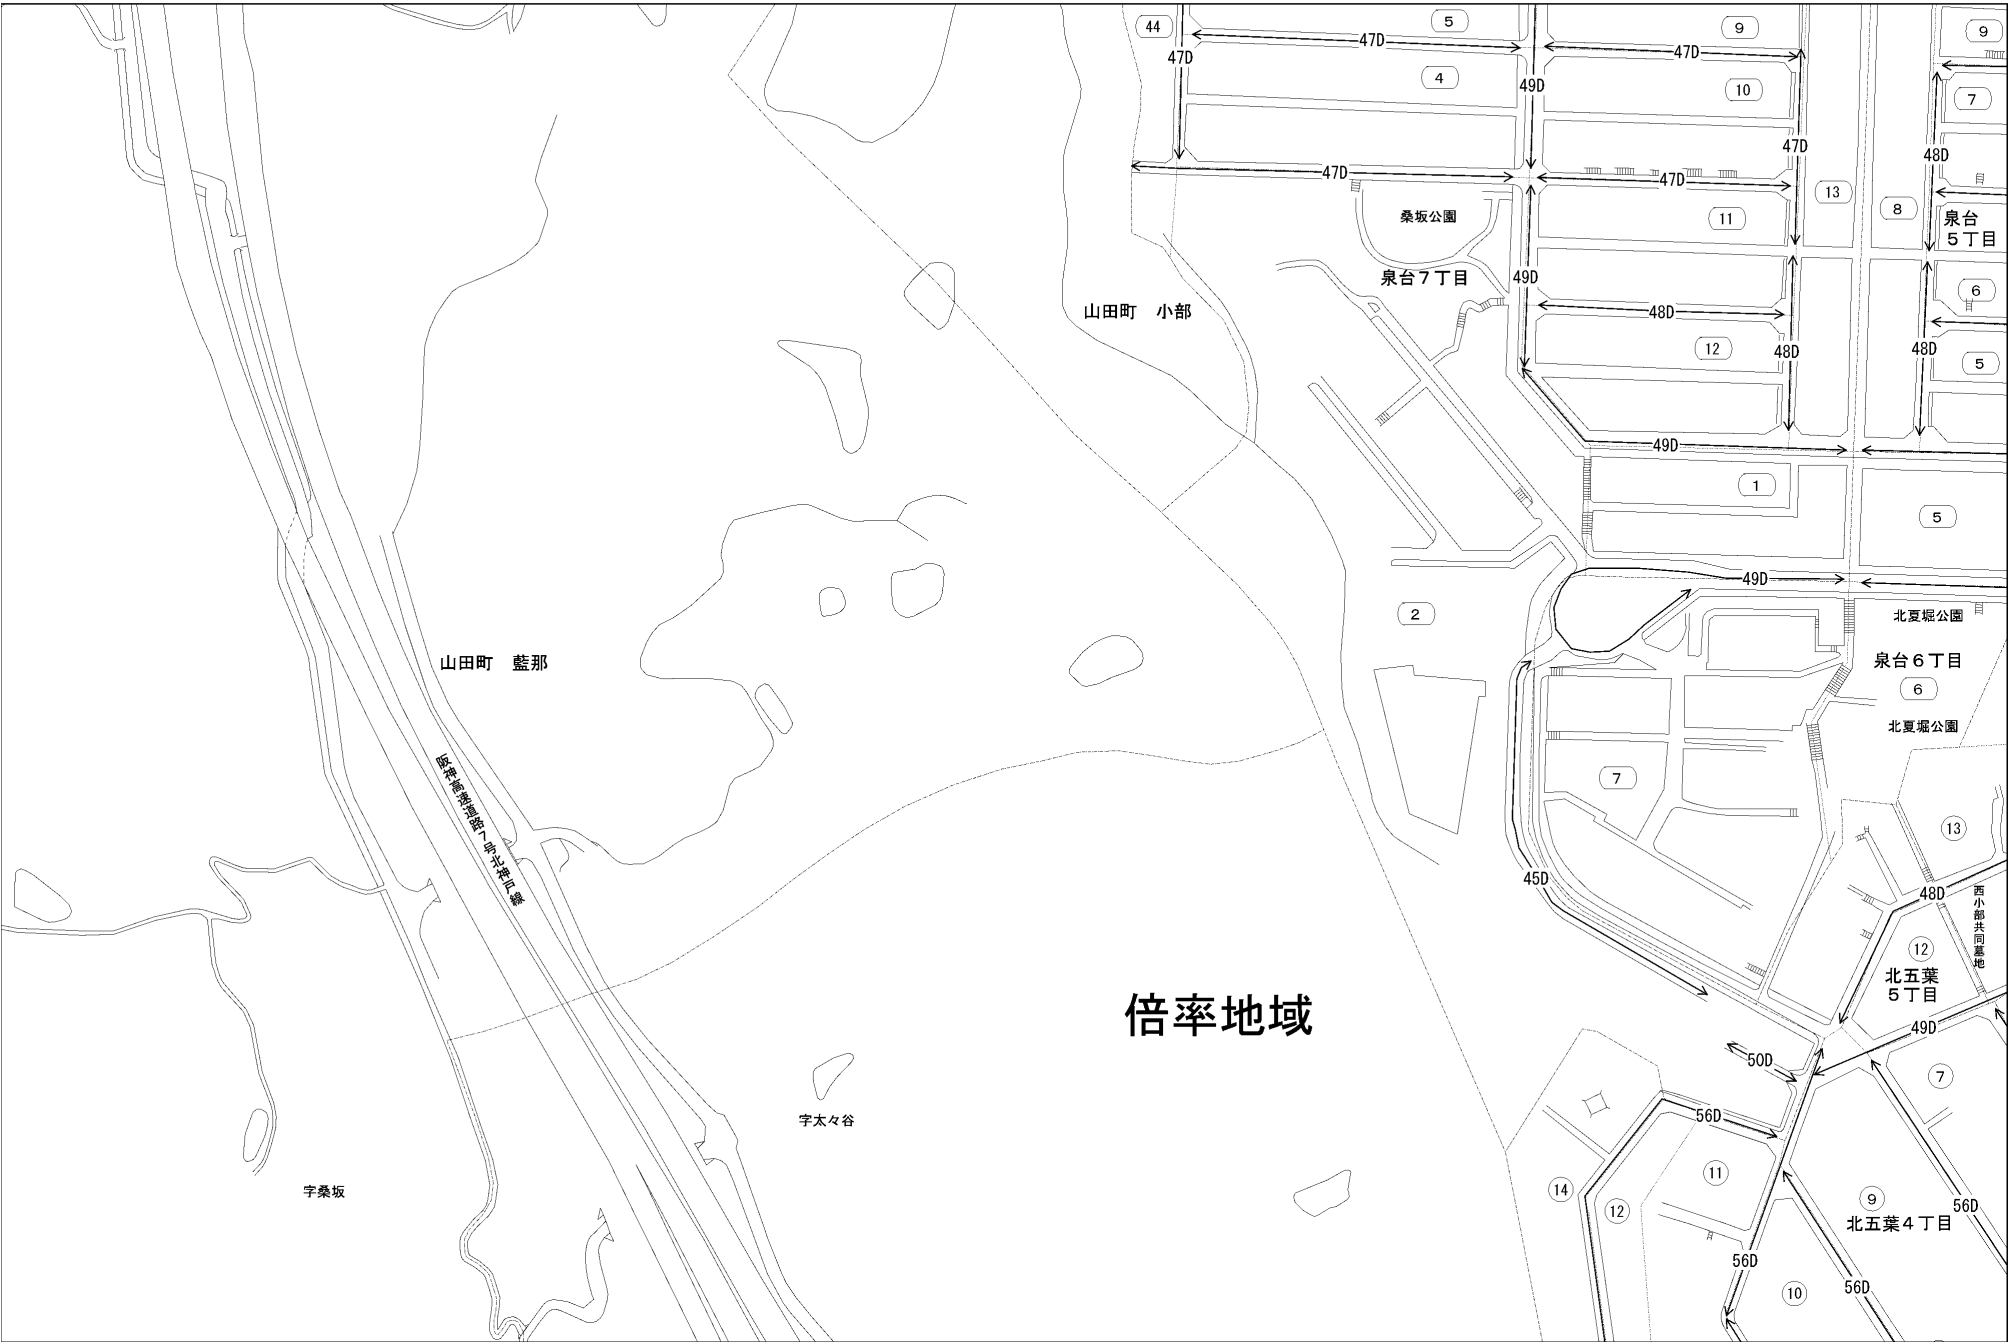 44
5
9
9
47D
47D
47D
4
49D
10
7
47D
48D
47D
47D
13
8
桑坂公園
11
泉台
5丁目
泉台7丁目
49D
6
山田町　小部
48D
12
48D
48D
5
49D
1
5
49D
2
北夏堀公園
泉台6丁目
6
北夏堀公園
山田町　藍那
阪神高速道路7号北神戸線
7
13
45D
48D
西小部共同墓地
12
北五葉
5丁目
倍率地域
49D
50D
7
56D
字太々谷
11
14
12
9
56D
北五葉4丁目
字桑坂
56D
56D
10